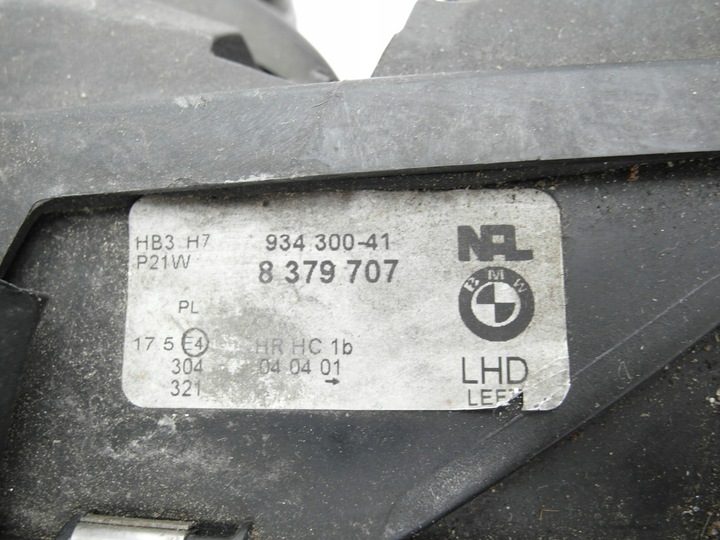 HB3 H7 934 300-41 NAL
P21W 8 379 707
BMW
PL
17 5 E4 HR HC 1b
304 04 04 01
321
LHD
LEFT